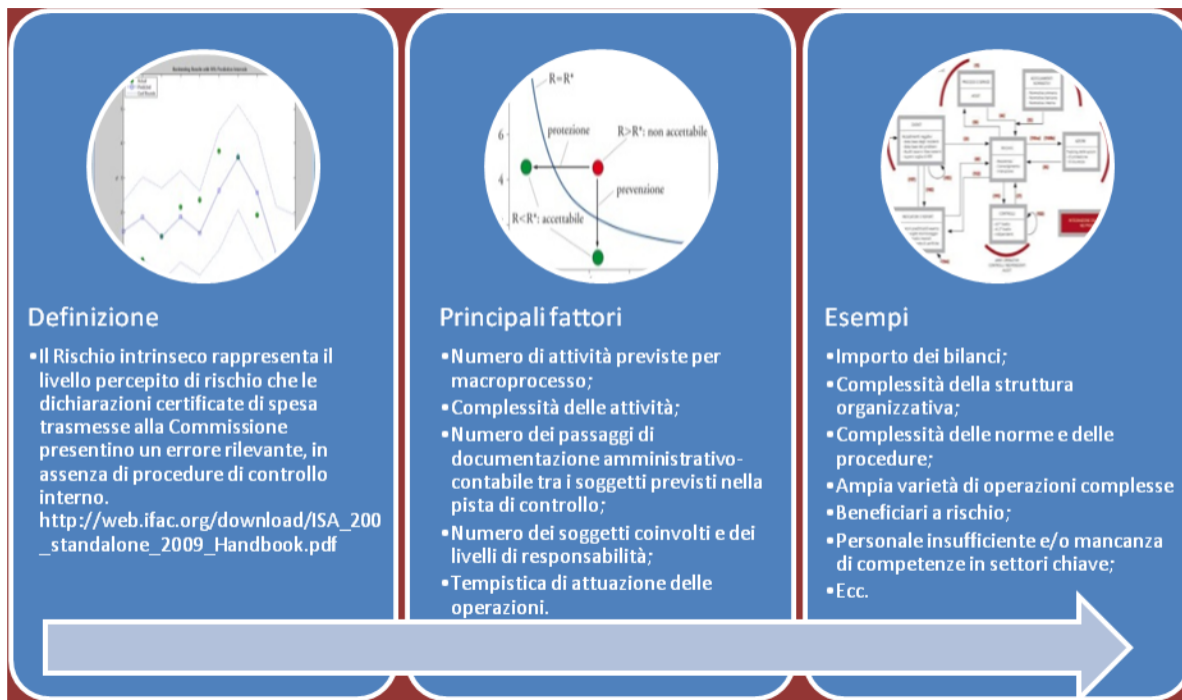 R=R*
protezione
R>R*: non accettabile
6
4
prevenzione
R<R*: accettabile
Definizione
•Il Rischio intrinseco rappresenta il
livello percepito di rischio che le
dichiarazioni certificate di spesa
trasmesse alla Commissione
presentino un errore rilevante, in
assenza di procedure di controllo
interno.
http://web.ifac.org/download/ISA_200
_standalone_2009_Handbook.pdf
Principali fattori
•Numero di attività previste per
macroprocesso;
•Complessità delle attività;
•Numero dei passaggi di
documentazione amministrativo-
contabile tra i soggetti previsti nella
pista di controllo;
•Numero dei soggetti coinvolti e dei
livelli di responsabilità;
•Tempistica di attuazione delle
operazioni.
Esempi
•Importo dei bilanci;
•Complessità della struttura
organizzativa;
•Complessità delle norme e delle
procedure;
•Ampia varietà di operazioni complesse
•Beneficiari a rischio;
•Personale insufficiente e/o mancanza
di competenze in settori chiave;
•Ecc.